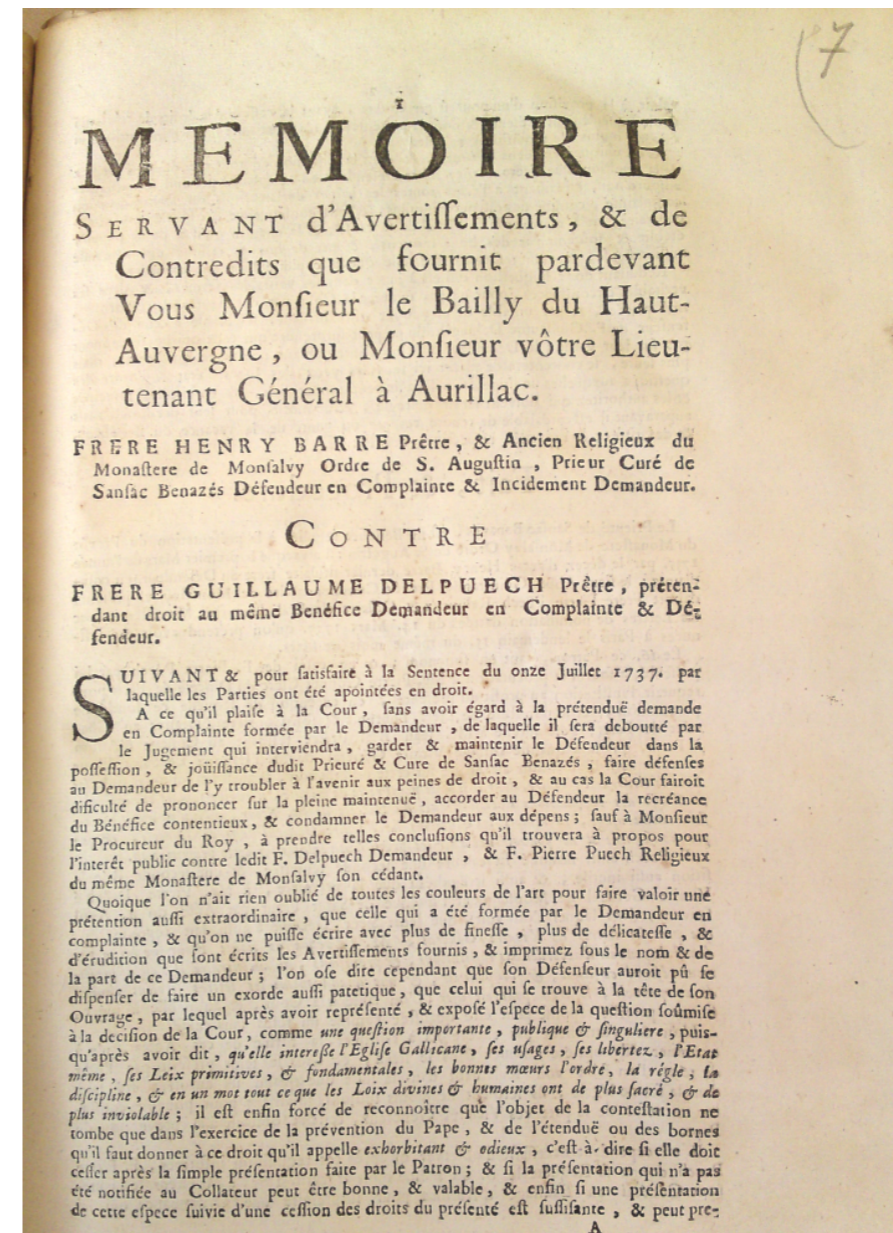 (7
1
MEMOIRE
SERVANT d'Avertiſſements, & de
Contredits que fournit pardevant
Vous Monſieur le Bailly du Haut-
Auvergne, ou Monſieur vôtre Lieu-
tenant Général à Aurillac.
FRERE HENRY BARRE Prêtre, & Ancien Religieux du
Monaſtere de Monſalvy Ordre de S. Auguſtin, Prieur Curé de
Sanſac Benazés Défendeur en Complainte & Incidement Demandeur.
CONTRE
FRERE GUILLAUME DELPUECH Prêtre, préten-
dant droit au même Benéfice Demandeur en Complainte & Dé-
fendeur.
SUIVANT & pour ſatisfaire à la Sentence du onze Juillet 1737. par
laquelle les Parties ont été apointées en droit.
A ce qu'il plaiſe à la Cour, ſans avoir égard à la prétenduë demande
en Complainte formée par le Demandeur, de laquelle il ſera deboutté par
le Jugement qui interviendra, garder & maintenir le Défendeur dans la
poſſeſſion, & joüiſſance dudit Prieuré & Cure de Sanſac Benazés, faire défenſes
au Demandeur de l'y troubler à l'avenir aux peines de droit, & au cas la Cour fairoit
dificulté de prononcer ſur la pleine maintenuë, accorder au Défendeur la recréance
du Bénéfice contentieux, & condamner le Demandeur aux dépens; ſauf à Monſieur
le Procureur du Roy, à prendre telles concluſions qu'il trouvera à propos pour
l'interêt public contre ledit F. Delpuech Demandeur, & F. Pierre Puech Religieux
du même Monaſtere de Monſalvy ſon cédant.
Quoique l'on n'ait rien oublié de toutes les couleurs de l'art pour faire valoir une
prétention auſſi extraordinaire, que celle qui a été formée par le Demandeur en
complainte, & qu'on ne puiſſe écrire avec plus de fineſſe, plus de délicateſſe, &
d'érudition que ſont écrits les Avertiſſements fournis, & imprimez ſous le nom & de
la part de ce Demandeur; l'on oſe dire cependant que ſon Défenſeur auroit pû ſe
diſpenſer de faire un exorde auſſi patetique, que celui qui ſe trouve à la tête de ſon
Ouvrage, par lequel après avoir repréſenté, & expoſé l'eſpece de la queſtion ſoûmiſe
à la deciſion de la Cour, comme une queſtion importante, publique & ſinguliere, puis-
qu'après avoir dit, qu'elle intereſſe l'Egliſe Gallicane, ſes uſages, ſes libertez, l'Etat
même, ſes Leix primitives, & fondamentales, les bonnes mœurs l'ordre, la régle, la
diſcipline, & en un mot tout ce que les Loix divines & humaines ont de plus ſacré, & de
plus inviolable; il eſt enfin forcé de reconnoître que l'objet de la conteſtation ne
tombe que dans l'exercice de la prévention du Pape, & de l'étenduë ou des bornes
qu'il faut donner à ce droit qu'il appelle exhorbitant & odieux, c'eſt-à-dire ſi elle doit
ceſſer après la ſimple préſentation faite par le Patron; & ſi la préſentation qui n'a pas
été notifiée au Collateur peut être bonne, & valable, & enfin ſi une préſentation
de cette eſpece ſuivie d'une ceſſion des droits du préſenté eſt ſuffiſante, & peut pre-
A